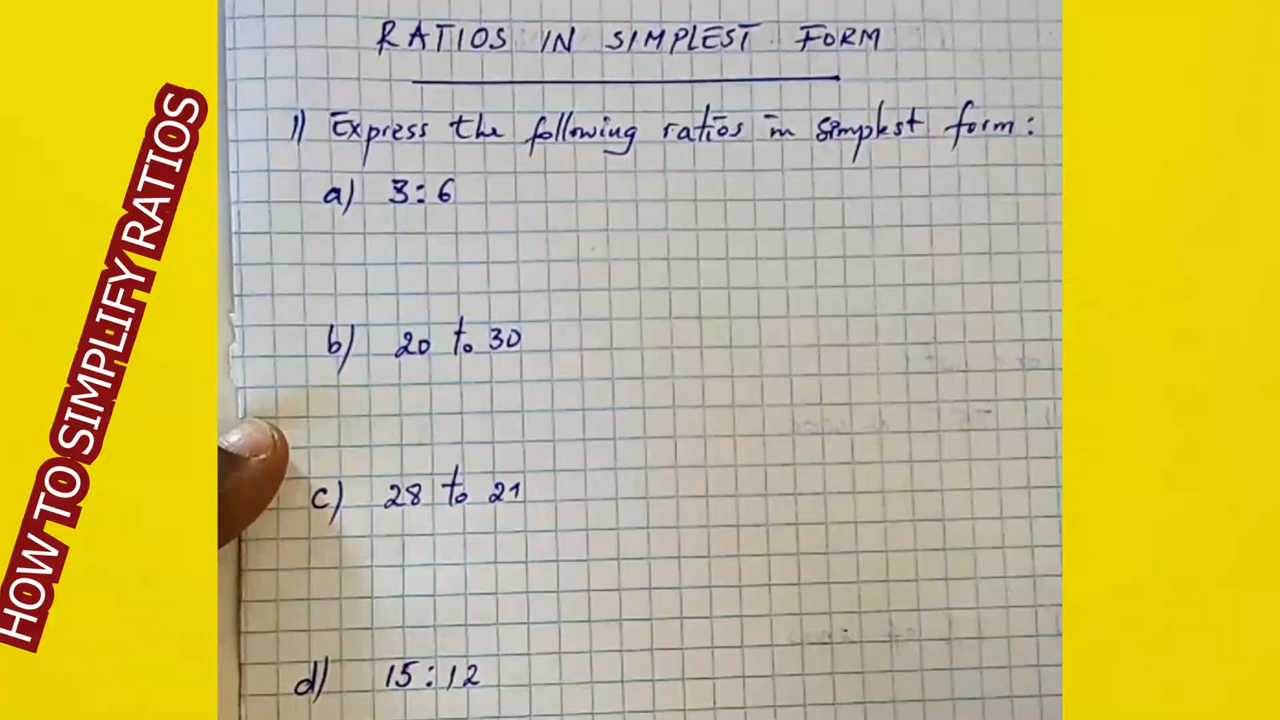 HOW TO SIMPLIFY RATIOS
RATIOS IN SIMPLEST FORM
1) Express the following ratios in simplest form:
a) 3:6
b) 20 to 30
c) 28 to 21
d) 15:12